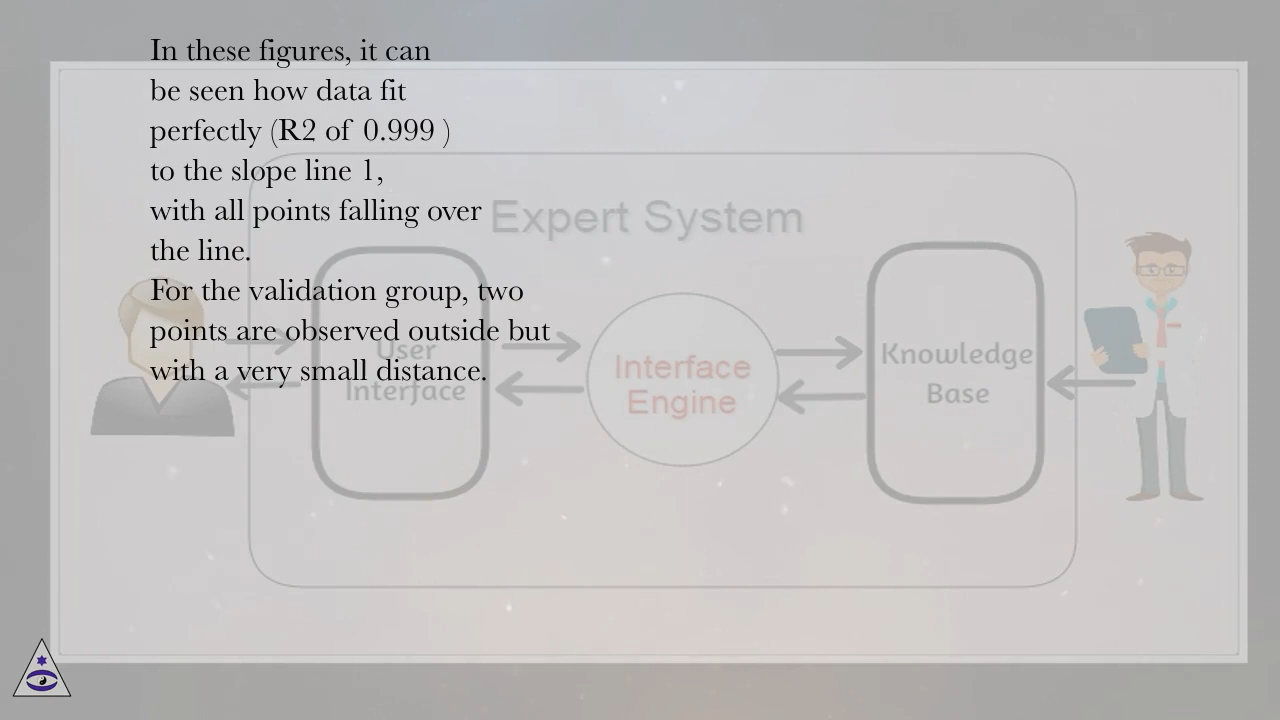 In these figures, it can
be seen how data fit
perfectly (R2 of 0.999 )
to the slope line 1,
with all points falling over
the line.
For the validation group, two
points are observed outside but
with a very small distance.
Expert System
User
Interface
Interface
Engine
Knowledge
Base